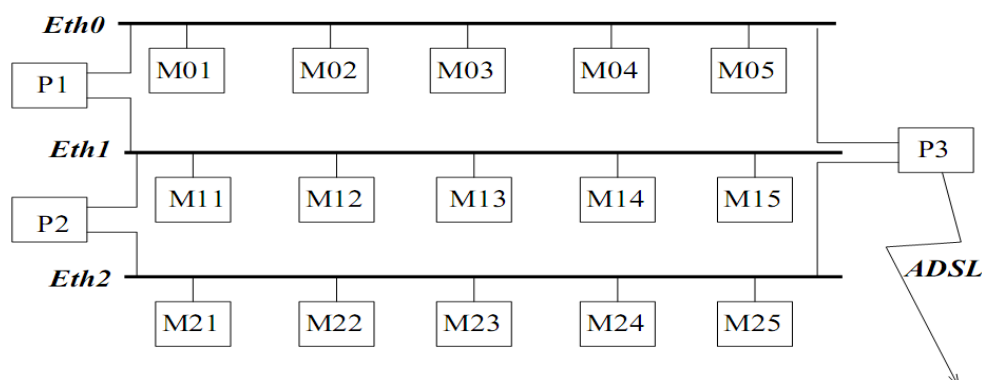 Eth0
M01 M02 M03 M04 M05
P1
Eth1
P3
M11 M12 M13 M14 M15
P2
Eth2
ADSL
M21 M22 M23 M24 M25